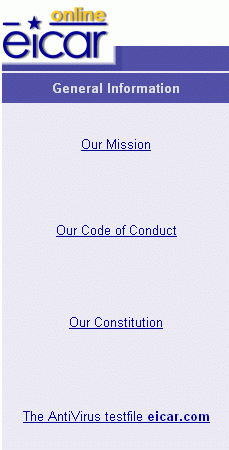 online
eicar
General Information
Our Mission
Our Code of Conduct
Our Constitution
The AntiVirus testfile eicar.com